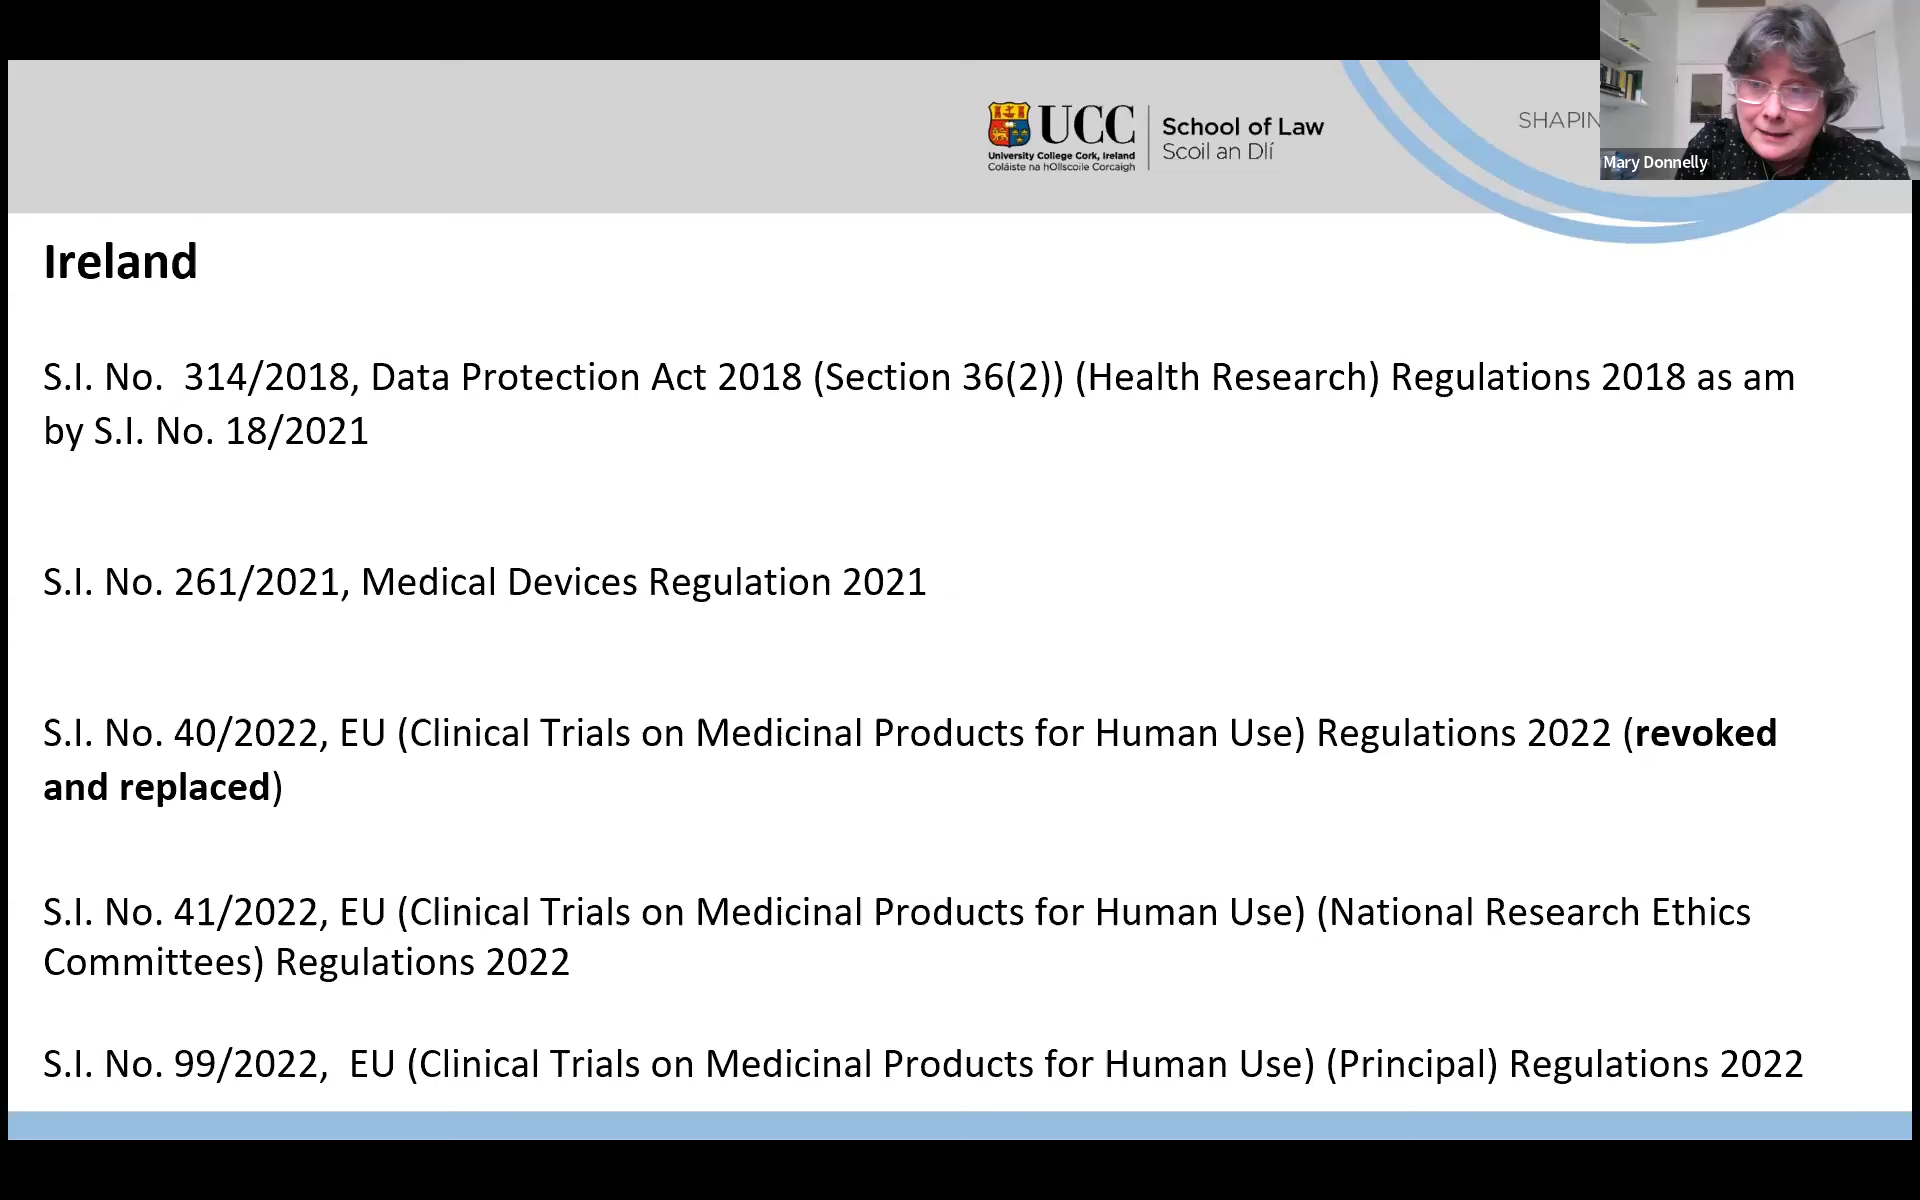 UCC
University College Cork, Ireland
Coláiste na hOllscoile Corcaigh
School of Law
Scoil an Dlí
SHAPIN
Mary Donnelly
Ireland
S.I. No.  314/2018, Data Protection Act 2018 (Section 36(2)) (Health Research) Regulations 2018 as am
by S.I. No. 18/2021
S.I. No. 261/2021, Medical Devices Regulation 2021
S.I. No. 40/2022, EU (Clinical Trials on Medicinal Products for Human Use) Regulations 2022 (revoked
and replaced)
S.I. No. 41/2022, EU (Clinical Trials on Medicinal Products for Human Use) (National Research Ethics
Committees) Regulations 2022
S.I. No. 99/2022,  EU (Clinical Trials on Medicinal Products for Human Use) (Principal) Regulations 2022